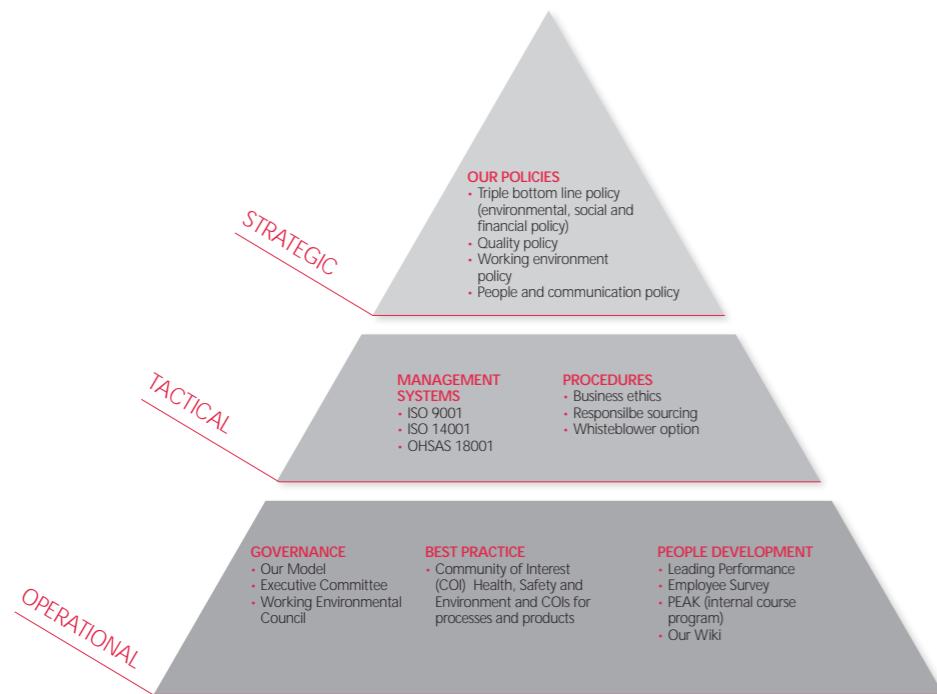 STRATEGIC
OUR POLICIES
• Triple bottom line policy
(environmental, social and
financial policy)
• Quality policy
• Working environment
policy
• People and communication policy
TACTICAL
MANAGEMENT
SYSTEMS
• ISO 9001
• ISO 14001
• OHSAS 18001
PROCEDURES
• Business ethics
• Responsilbe sourcing
• Whisteblower option
OPERATIONAL
GOVERNANCE
• Our Model
• Executive Committee
• Working Environmental
Council
BEST PRACTICE
• Community of Interest
(COI) Health, Safety and
Environment and COIs for
processes and products
PEOPLE DEVELOPMENT
• Leading Performance
• Employee Survey
• PEAK (internal course
program)
• Our Wiki